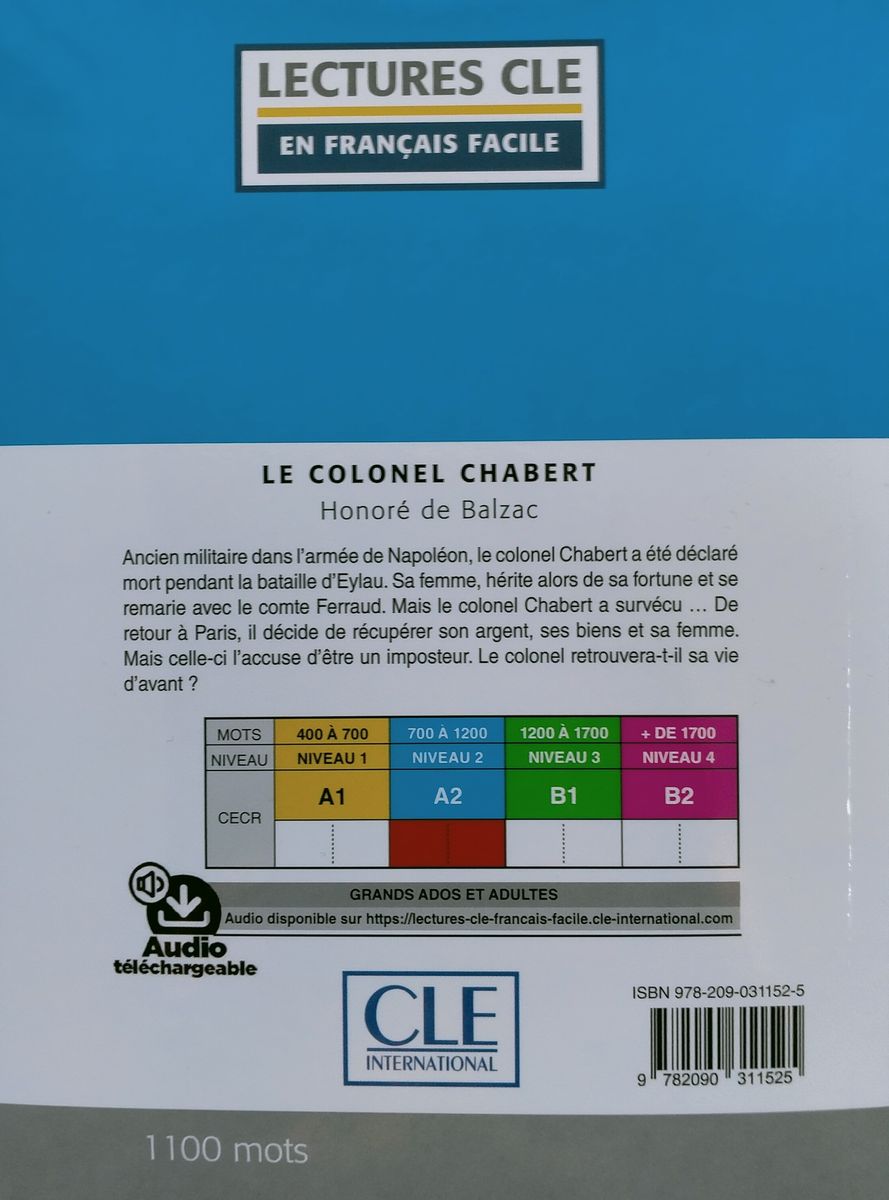 LECTURES CLE
EN FRANÇAIS FACILE
LE COLONEL CHABERT
Honoré de Balzac
Ancien militaire dans l'armée de Napoléon, le colonel Chabert a été déclaré
mort pendant la bataille d'Eylau. Sa femme, hérite alors de sa fortune et se
remarie avec le comte Ferraud. Mais le colonel Chabert a survécu ... De
retour à Paris, il décide de récupérer son argent, ses biens et sa femme.
Mais celle-ci l'accuse d'être un imposteur. Le colonel retrouvera-t-il sa vie
d'avant ?
MOTS 400 À 700 700 À 1200 1200 À 1700 + DE 1700
NIVEAU NIVEAU 1 NIVEAU 2 NIVEAU 3 NIVEAU 4
CECR A1 A2 B1 B2
GRANDS ADOS ET ADULTES
Audio disponible sur https://lectures-cle-francais-facile.cle-international.com
Audio
téléchargeable
CLE
INTERNATIONAL
ISBN 978-209-031152-5
9 782090 311525
1100 mots